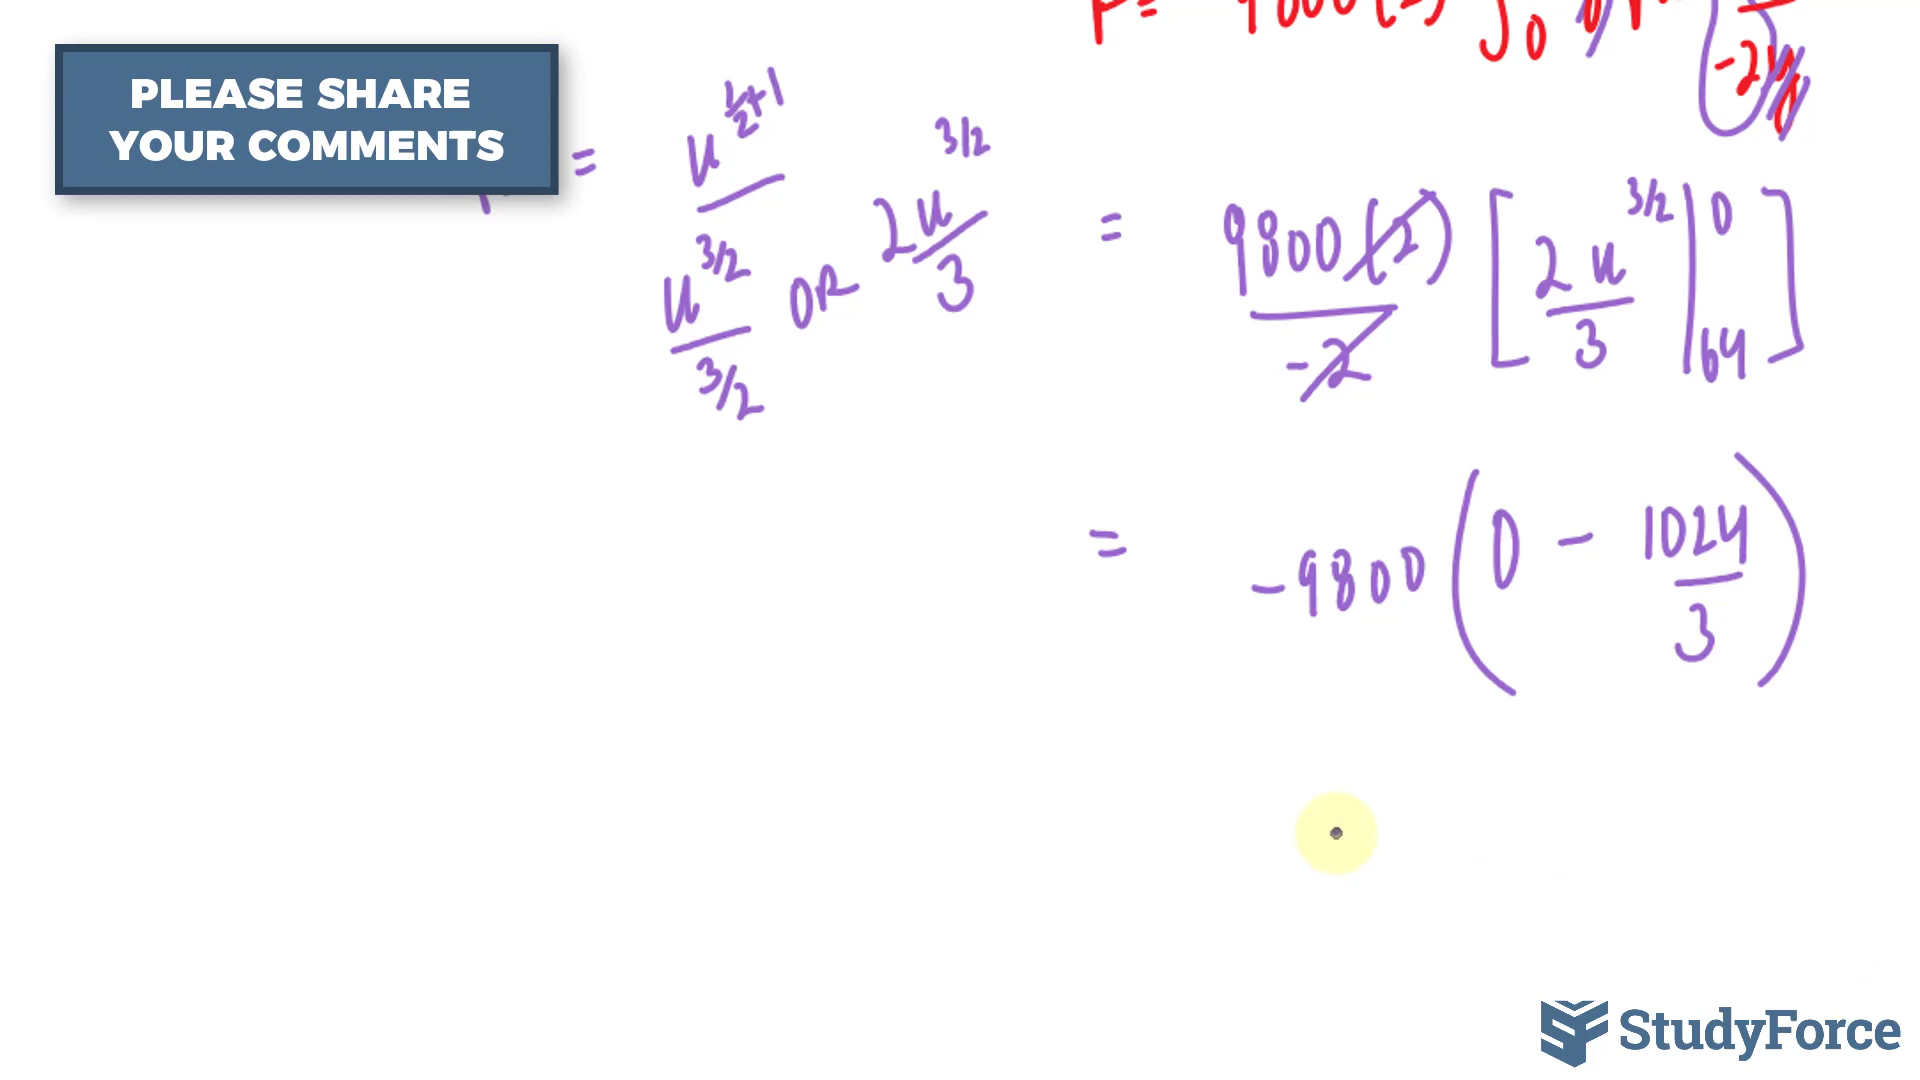 PLEASE SHARE
YOUR COMMENTS
= u^{1/2+1}
u^{3/2} / 3/2 OR 2u^{3/2} / 3
= 9800(2) / -2 [ 2u^{3/2} / 3 | 0 64 ]
= -9800 ( 0 - 1024 / 3 )
StudyForce